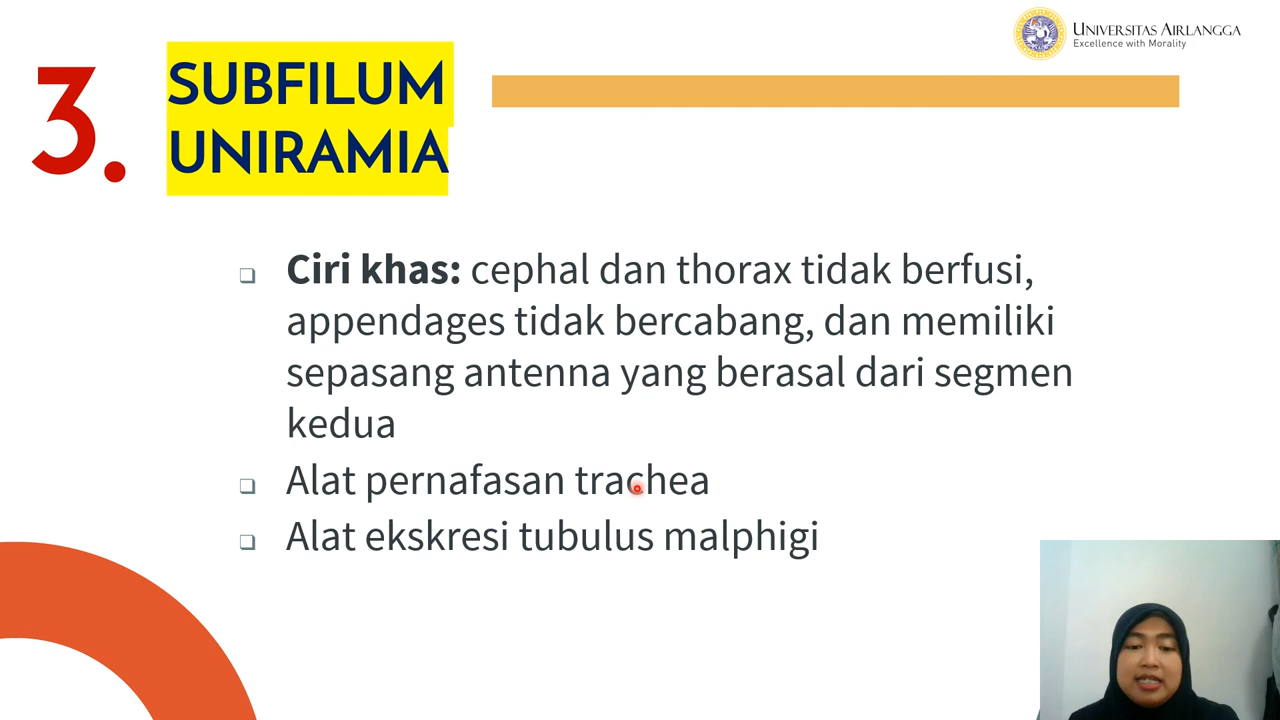 UNIVERSITAS AIRLANGGA
Excellence with Morality
3.
SUBFILUM
UNIRAMIA
Ciri khas: cephal dan thorax tidak berfusi,
appendages tidak bercabang, dan memiliki
sepasang antenna yang berasal dari segmen
kedua
Alat pernafasan trachea
Alat ekskresi tubulus malphigi